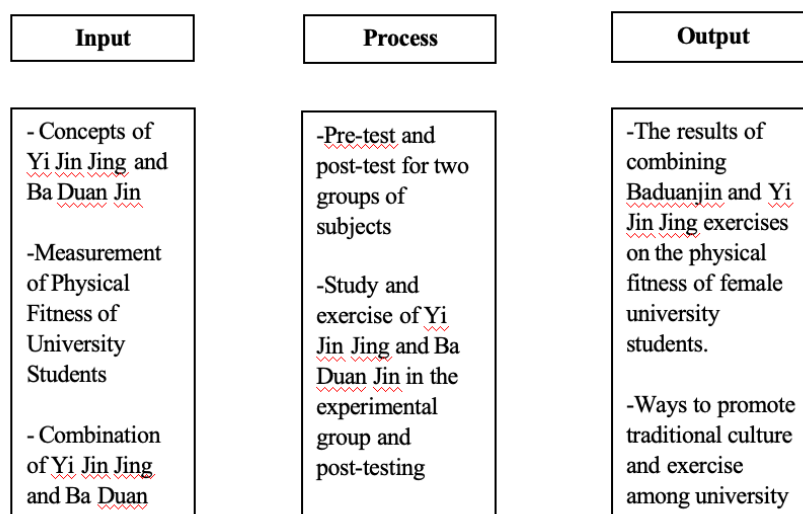 Input
- Concepts of
Yi Jin Jing and
Ba Duan Jin
-Measurement
of Physical
Fitness of
University
Students
- Combination
of Yi Jin Jing
and Ba Duan
Process
-Pre-test and
post-test for two
groups of
subjects
-Study and
exercise of Yi
Jin Jing and Ba
Duan Jin in the
experimental
group and
post-testing
Output
-The results of
combining
Baduanjin and Yi
Jin Jing exercises
on the physical
fitness of female
university
students.
-Ways to promote
traditional culture
and exercise
among university